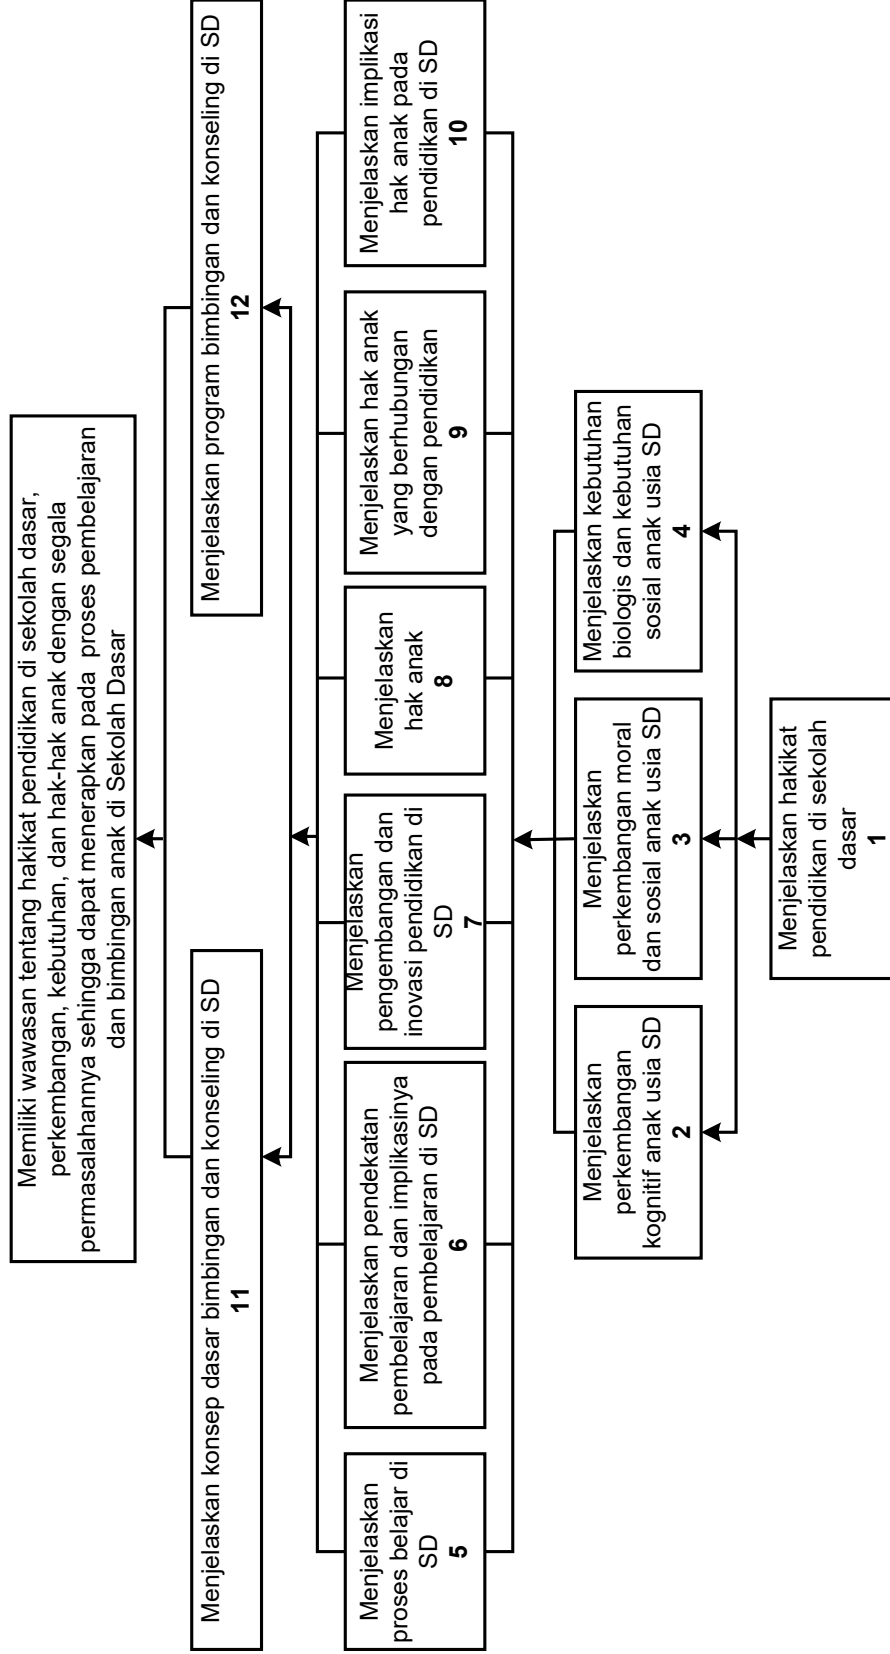 Memiliki wawasan tentang hakikat pendidikan di sekolah dasar,
perkembangan, kebutuhan, dan hak-hak anak dengan segala
permasalahannya sehingga dapat menerapkan pada proses pembelajaran
dan bimbingan anak di Sekolah Dasar
Menjelaskan konsep dasar bimbingan dan konseling di SD
11
Menjelaskan program bimbingan dan konseling di SD
12
Menjelaskan
proses belajar di
SD
5
Menjelaskan pendekatan
pembelajaran dan implikasinya
pada pembelajaran di SD
6
Menjelaskan
pengembangan dan
inovasi pendidikan di
SD
7
Menjelaskan
hak anak
8
Menjelaskan hak anak
yang berhubungan
dengan pendidikan
9
Menjelaskan implikasi
hak anak pada
pendidikan di SD
10
Menjelaskan
perkembangan
kognitif anak usia SD
2
Menjelaskan
perkembangan moral
dan sosial anak usia SD
3
Menjelaskan kebutuhan
biologis dan kebutuhan
sosial anak usia SD
4
Menjelaskan hakikat
pendidikan di sekolah
dasar
1